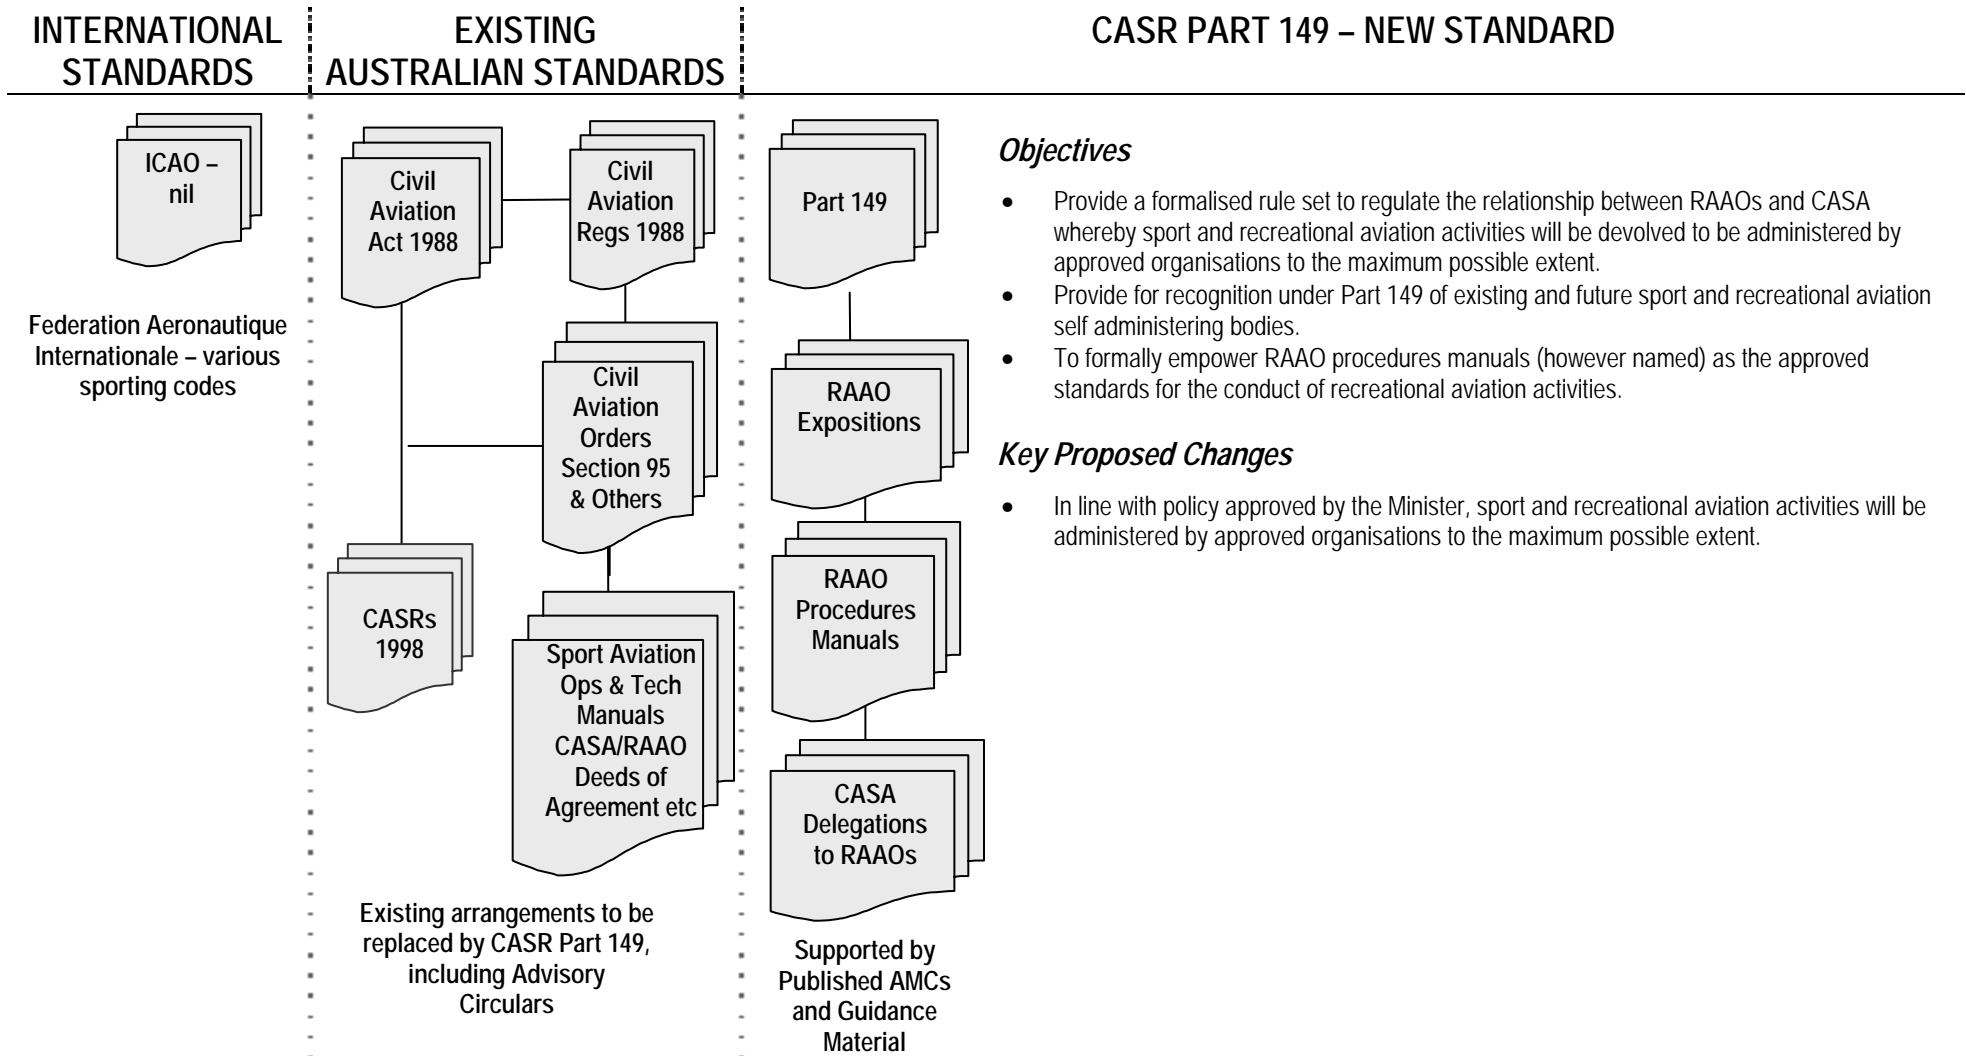 INTERNATIONAL
STANDARDS
EXISTING
AUSTRALIAN STANDARDS
CASR PART 149 – NEW STANDARD
ICAO –
nil
Federation Aeronautique
Internationale – various
sporting codes
Civil
Aviation
Act 1988
Civil
Aviation
Regs 1988
Civil
Aviation
Orders
Section 95
& Others
CASRs
1998
Sport Aviation
Ops & Tech
Manuals
CASA/RAAO
Deeds of
Agreement etc
Existing arrangements to be
replaced by CASR Part 149,
including Advisory
Circulars
Part 149
RAAO
Expositions
RAAO
Procedures
Manuals
CASA
Delegations
to RAAOs
Supported by
Published AMCs
and Guidance
Material
Objectives
• Provide a formalised rule set to regulate the relationship between RAAOs and CASA
whereby sport and recreational aviation activities will be devolved to be administered by
approved organisations to the maximum possible extent.
• Provide for recognition under Part 149 of existing and future sport and recreational aviation
self administering bodies.
• To formally empower RAAO procedures manuals (however named) as the approved
standards for the conduct of recreational aviation activities.
Key Proposed Changes
• In line with policy approved by the Minister, sport and recreational aviation activities will be
administered by approved organisations to the maximum possible extent.